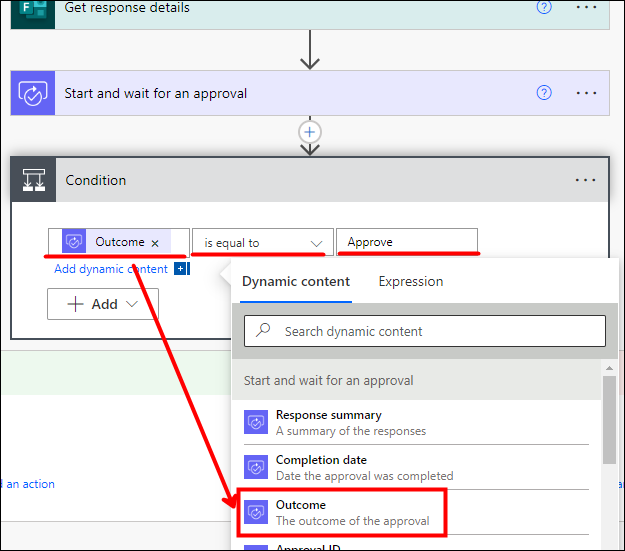 Get response details
Start and wait for an approval
Condition
Outcome
is equal to
Approve
Add dynamic content
Add
Dynamic content
Expression
Search dynamic content
Start and wait for an approval
Response summary
A summary of the responses
Completion date
Date the approval was completed
an action
Outcome
The outcome of the approval
Approval ID